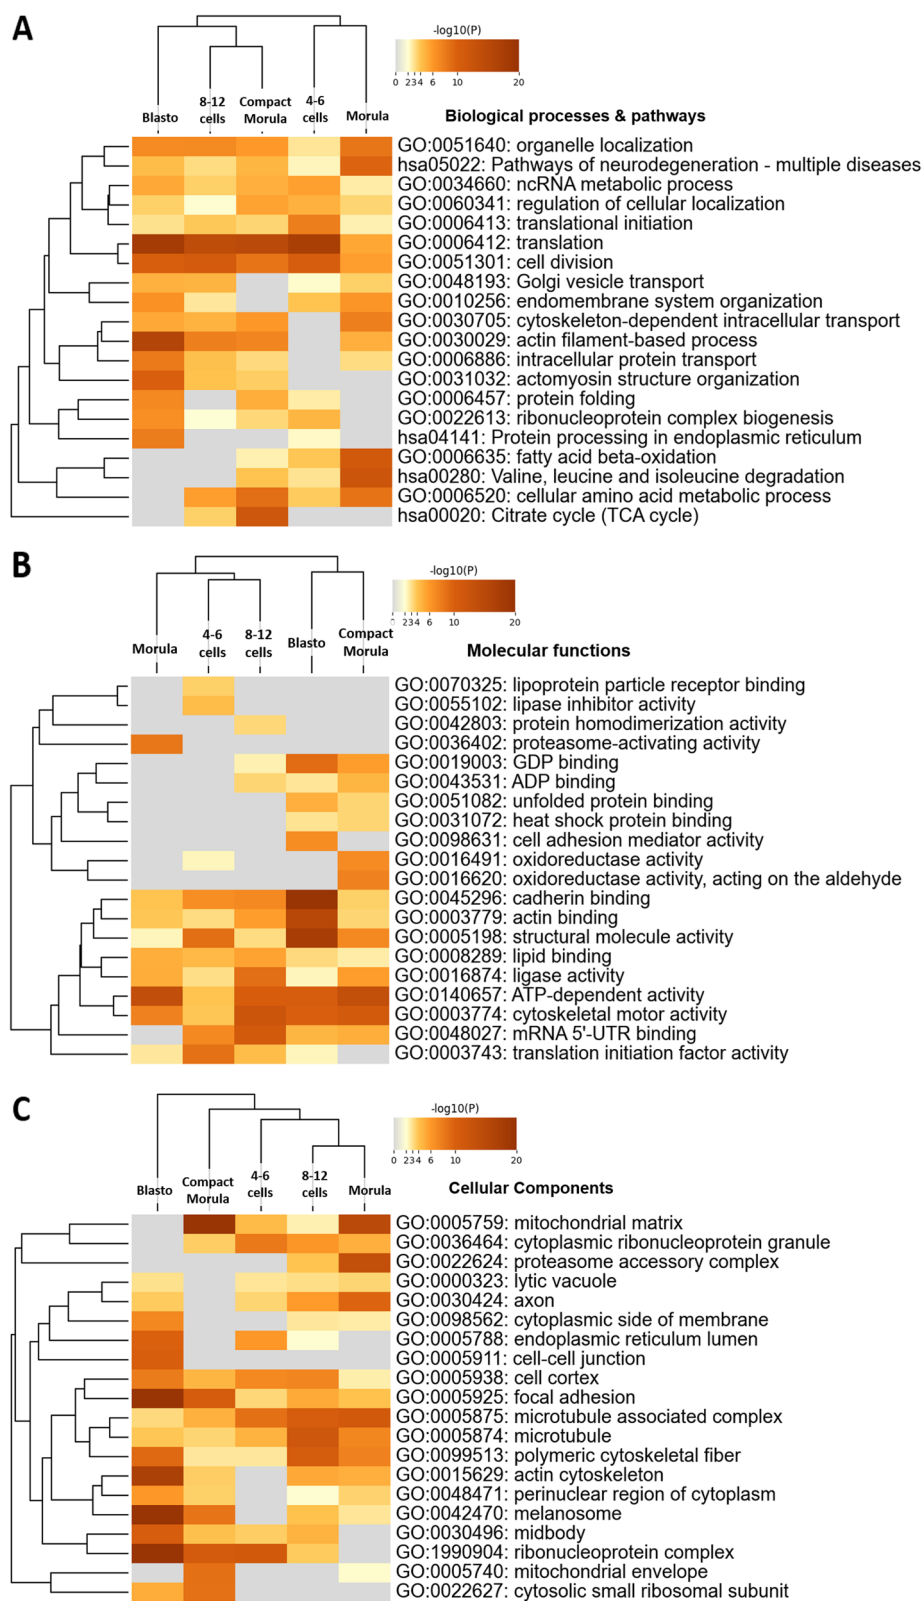 A
-log10(P)
0 2 3 4 6 10 20
Blasto
8-12
cells
Compact
Morula
4-6
cells
Morula
Biological processes & pathways
GO:0051640: organelle localization
hsa05022: Pathways of neurodegeneration - multiple diseases
GO:0034660: ncRNA metabolic process
GO:0060341: regulation of cellular localization
GO:0006413: translational initiation
GO:0006412: translation
GO:0051301: cell division
GO:0048193: Golgi vesicle transport
GO:0010256: endomembrane system organization
GO:0030705: cytoskeleton-dependent intracellular transport
GO:0030029: actin filament-based process
GO:0006886: intracellular protein transport
GO:0031032: actomyosin structure organization
GO:0006457: protein folding
GO:0022613: ribonucleoprotein complex biogenesis
hsa04141: Protein processing in endoplasmic reticulum
GO:0006635: fatty acid beta-oxidation
hsa00280: Valine, leucine and isoleucine degradation
GO:0006520: cellular amino acid metabolic process
hsa00020: Citrate cycle (TCA cycle)
B
-log10(P)
0 2 3 4 6 10 20
Morula
4-6
cells
8-12
cells
Blasto
Compact
Morula
Molecular functions
GO:0070325: lipoprotein particle receptor binding
GO:0055102: lipase inhibitor activity
GO:0042803: protein homodimerization activity
GO:0036402: proteasome-activating activity
GO:0019003: GDP binding
GO:0043531: ADP binding
GO:0051082: unfolded protein binding
GO:0031072: heat shock protein binding
GO:0098631: cell adhesion mediator activity
GO:0016491: oxidoreductase activity
GO:0016620: oxidoreductase activity, acting on the aldehyde
GO:0045296: cadherin binding
GO:0003779: actin binding
GO:0005198: structural molecule activity
GO:0008289: lipid binding
GO:0016874: ligase activity
GO:0140657: ATP-dependent activity
GO:0003774: cytoskeletal motor activity
GO:0048027: mRNA 5'-UTR binding
GO:0003743: translation initiation factor activity
C
-log10(P)
0 2 3 4 6 10 20
Blasto
Compact
Morula
4-6
cells
8-12
cells
Morula
Cellular Components
GO:0005759: mitochondrial matrix
GO:0036464: cytoplasmic ribonucleoprotein granule
GO:0022624: proteasome accessory complex
GO:0000323: lytic vacuole
GO:0030424: axon
GO:0098562: cytoplasmic side of membrane
GO:0005788: endoplasmic reticulum lumen
GO:0005911: cell-cell junction
GO:0005938: cell cortex
GO:0005925: focal adhesion
GO:0005875: microtubule associated complex
GO:0005874: microtubule
GO:0099513: polymeric cytoskeletal fiber
GO:0015629: actin cytoskeleton
GO:0048471: perinuclear region of cytoplasm
GO:0042470: melanosome
GO:0030496: midbody
GO:1990904: ribonucleoprotein complex
GO:0005740: mitochondrial envelope
GO:0022627: cytosolic small ribosomal subunit